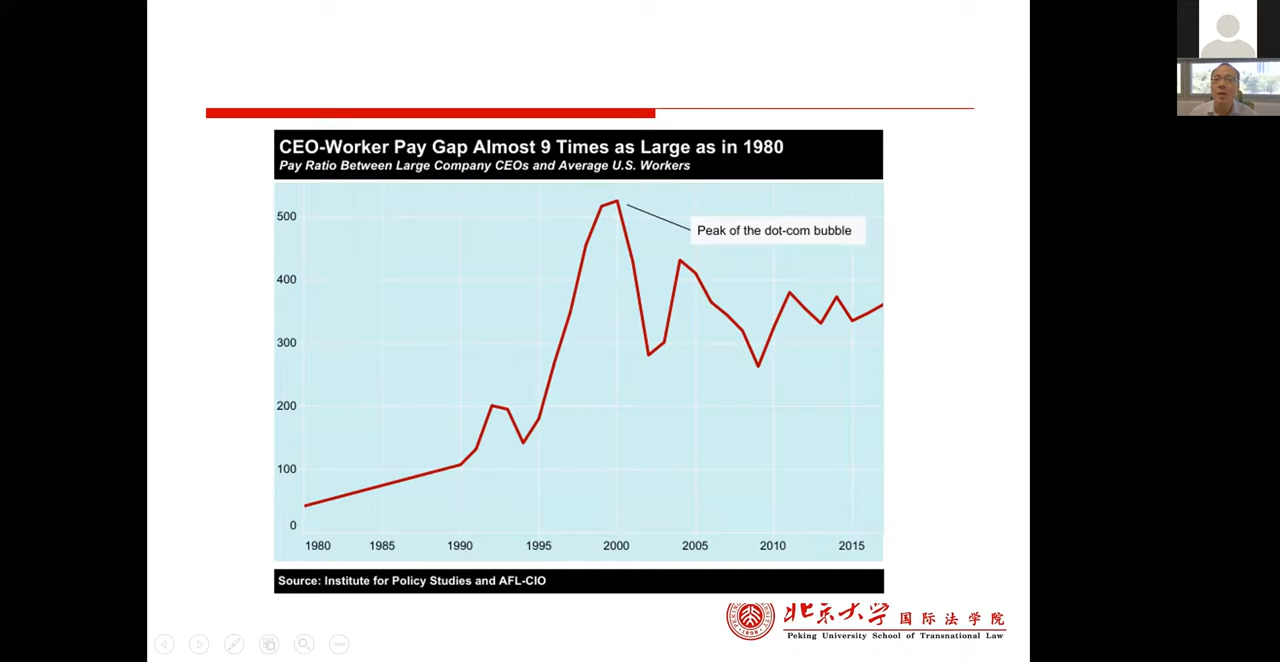 CEO-Worker Pay Gap Almost 9 Times as Large as in 1980
Pay Ratio Between Large Company CEOs and Average U.S. Workers
500
Peak of the dot-com bubble
400
300
200
100
0
1980 1985 1990 1995 2000 2005 2010 2015
Source: Institute for Policy Studies and AFL-CIO
北京大学 国际法学院
Peking University School of Transnational Law
1898